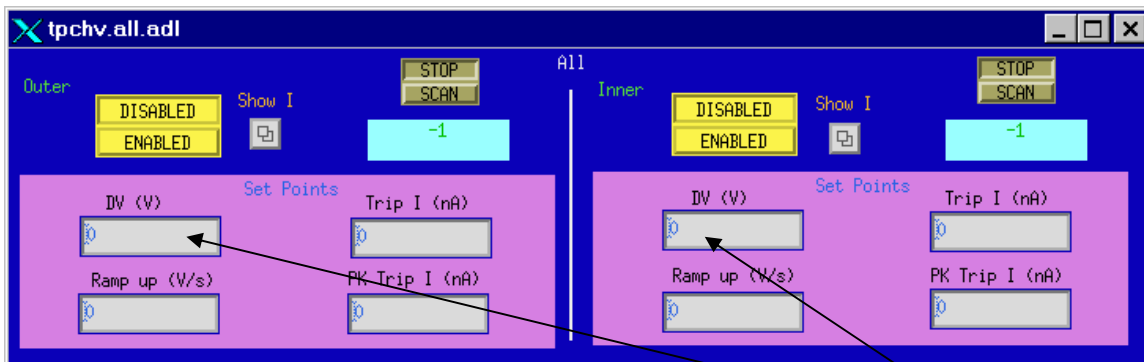 tpchv.all.adl
All
Outer
DISABLED
ENABLED
Show I
STOP
SCAN
-1
Set Points
DV (V)
0
Trip I (nA)
0
Ramp up (V/s)
0
PK Trip I (nA)
0
Inner
DISABLED
ENABLED
Show I
STOP
SCAN
-1
Set Points
DV (V)
0
Trip I (nA)
0
Ramp up (V/s)
0
PK Trip I (nA)
0